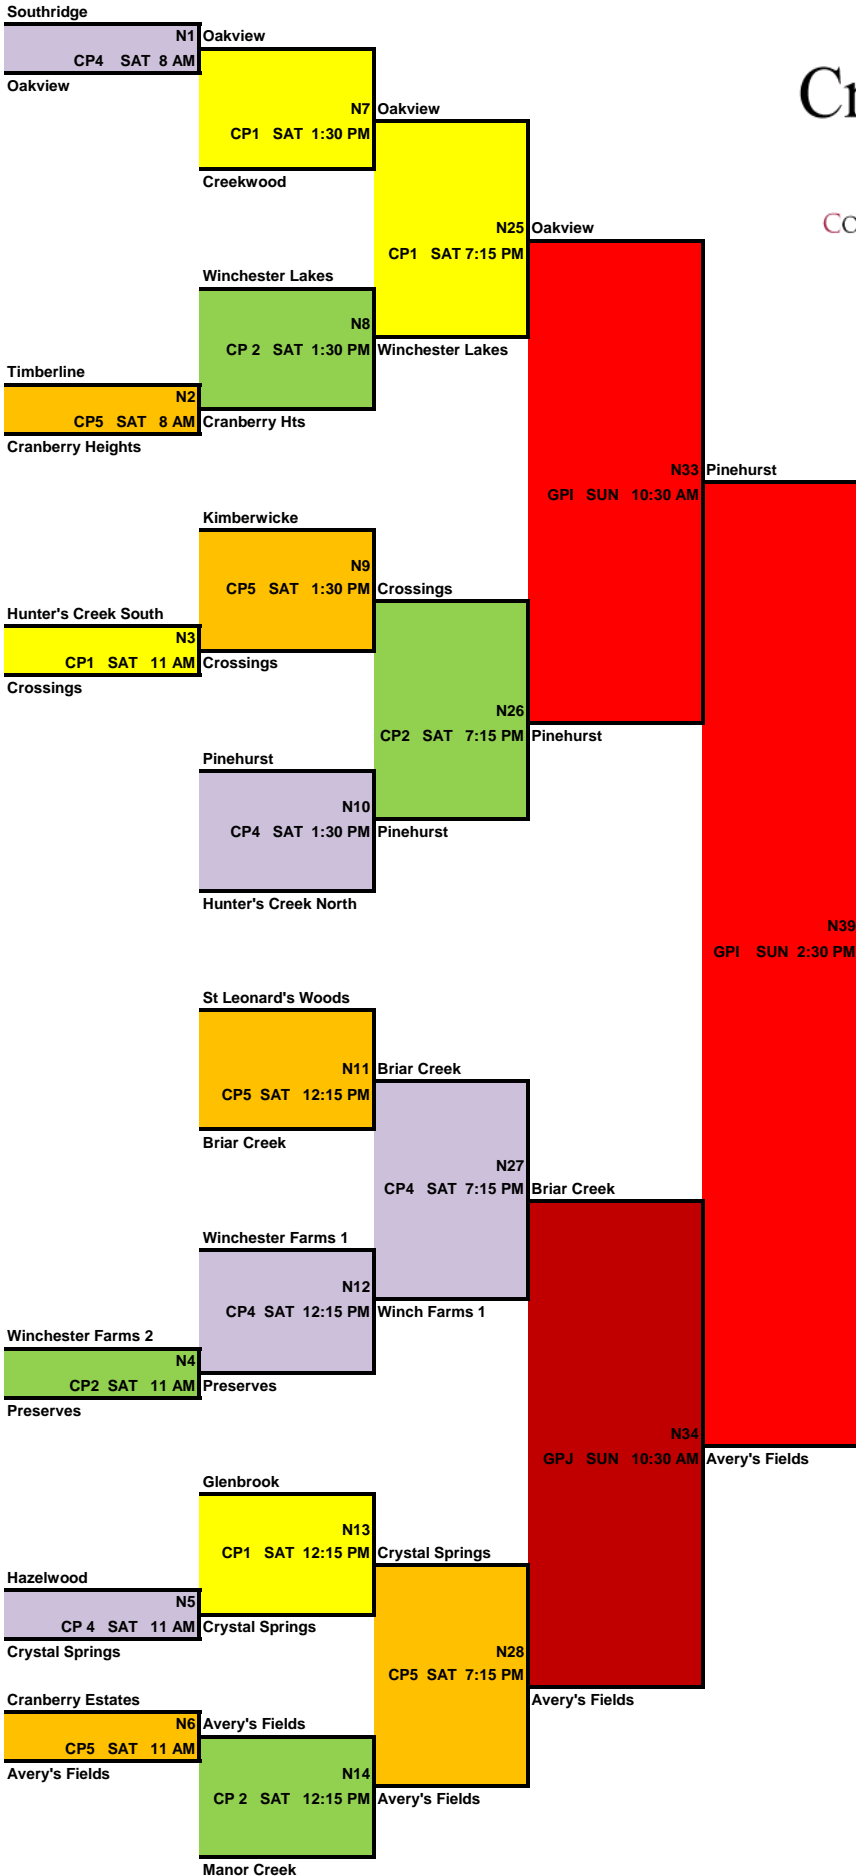 Southridge
N1 Oakview
CP4 SAT 8 AM
Oakview
Cr
N7 Oakview
CP1 SAT 1:30 PM
Creekwood
Co
N25 Oakview
CP1 SAT 7:15 PM
Winchester Lakes
N8
CP 2 SAT 1:30 PM Winchester Lakes
Timberline
N2
CP5 SAT 8 AM Cranberry Hts
Cranberry Heights
N33 Pinehurst
GPI SUN 10:30 AM
Kimberwicke
N9
CP5 SAT 1:30 PM Crossings
Hunter's Creek South
N3
CP1 SAT 11 AM Crossings
Crossings
N26
CP2 SAT 7:15 PM Pinehurst
Pinehurst
N10
CP4 SAT 1:30 PM Pinehurst
Hunter's Creek North
N39
GPI SUN 2:30 PM
St Leonard's Woods
N11 Briar Creek
CP5 SAT 12:15 PM
Briar Creek
N27
CP4 SAT 7:15 PM Briar Creek
Winchester Farms 1
N12
CP4 SAT 12:15 PM Winch Farms 1
Winchester Farms 2
N4
CP2 SAT 11 AM Preserves
Preserves
N34
GPJ SUN 10:30 AM Avery's Fields
Glenbrook
N13
CP1 SAT 12:15 PM Crystal Springs
Hazelwood
N5
CP 4 SAT 11 AM Crystal Springs
Crystal Springs
N28
CP5 SAT 7:15 PM
Avery's Fields
Cranberry Estates
N6 Avery's Fields
CP5 SAT 11 AM
Avery's Fields
N14
CP 2 SAT 12:15 PM Avery's Fields
Manor Creek